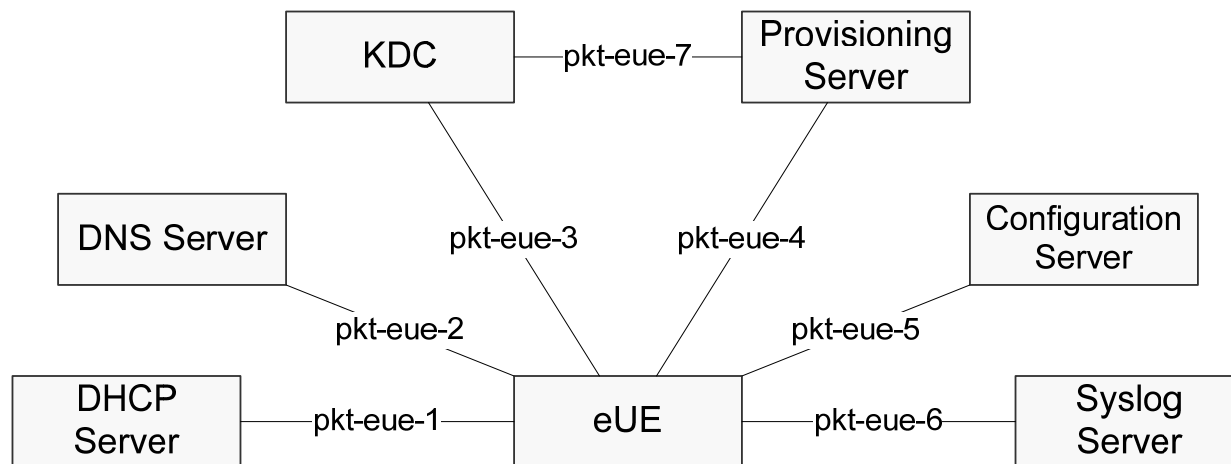 KDC
pkt-eue-7
Provisioning
Server
DNS Server
pkt-eue-3
pkt-eue-4
Configuration
Server
pkt-eue-2
pkt-eue-5
DHCP
Server
pkt-eue-1
eUE
pkt-eue-6
Syslog
Server